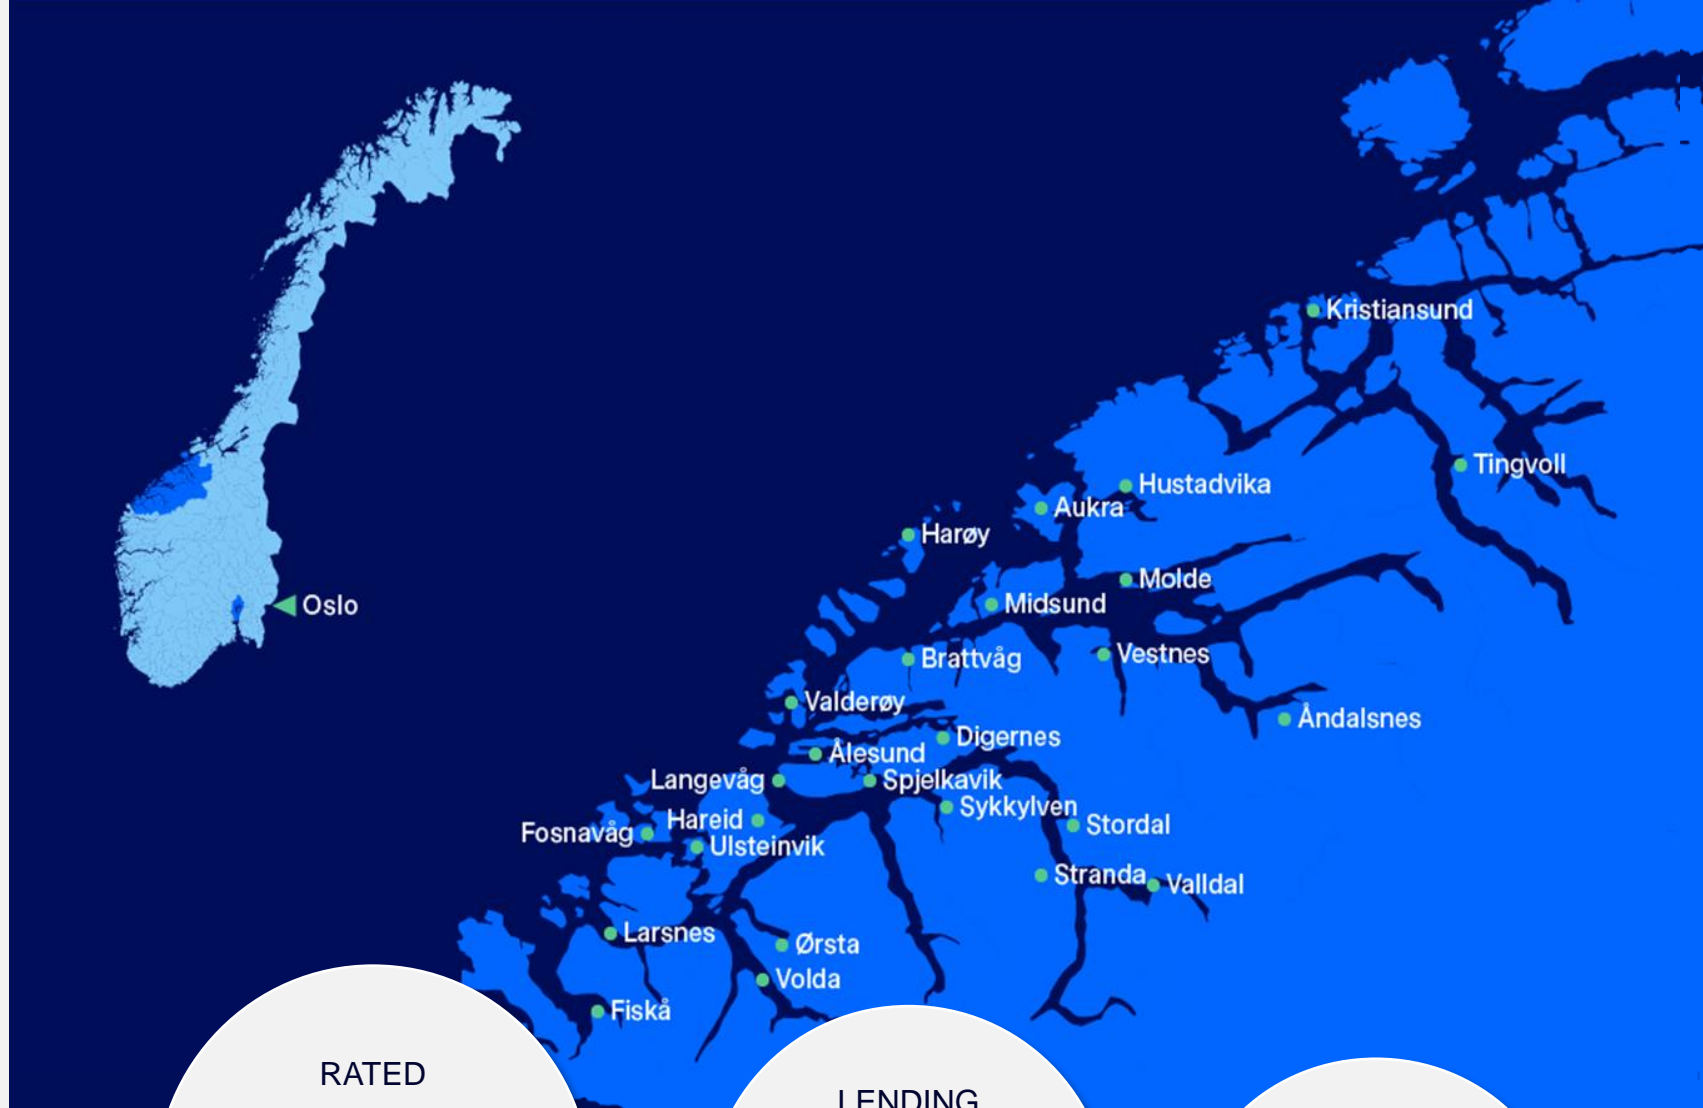 Kristiansund
Tingvoll
Hustadvika
Aukra
Harøy
Molde
Midsund
Oslo
Vestnes
Brattvåg
Valderøy
Åndalsnes
Digernes
Ålesund
Langevåg
Spjelkavik
Sykkylven
Hareid
Stordal
Fosnavåg
Ulsteinvik
Stranda
Valldal
Larsnes
Ørsta
Volda
Fiskå
RATED
LENDING